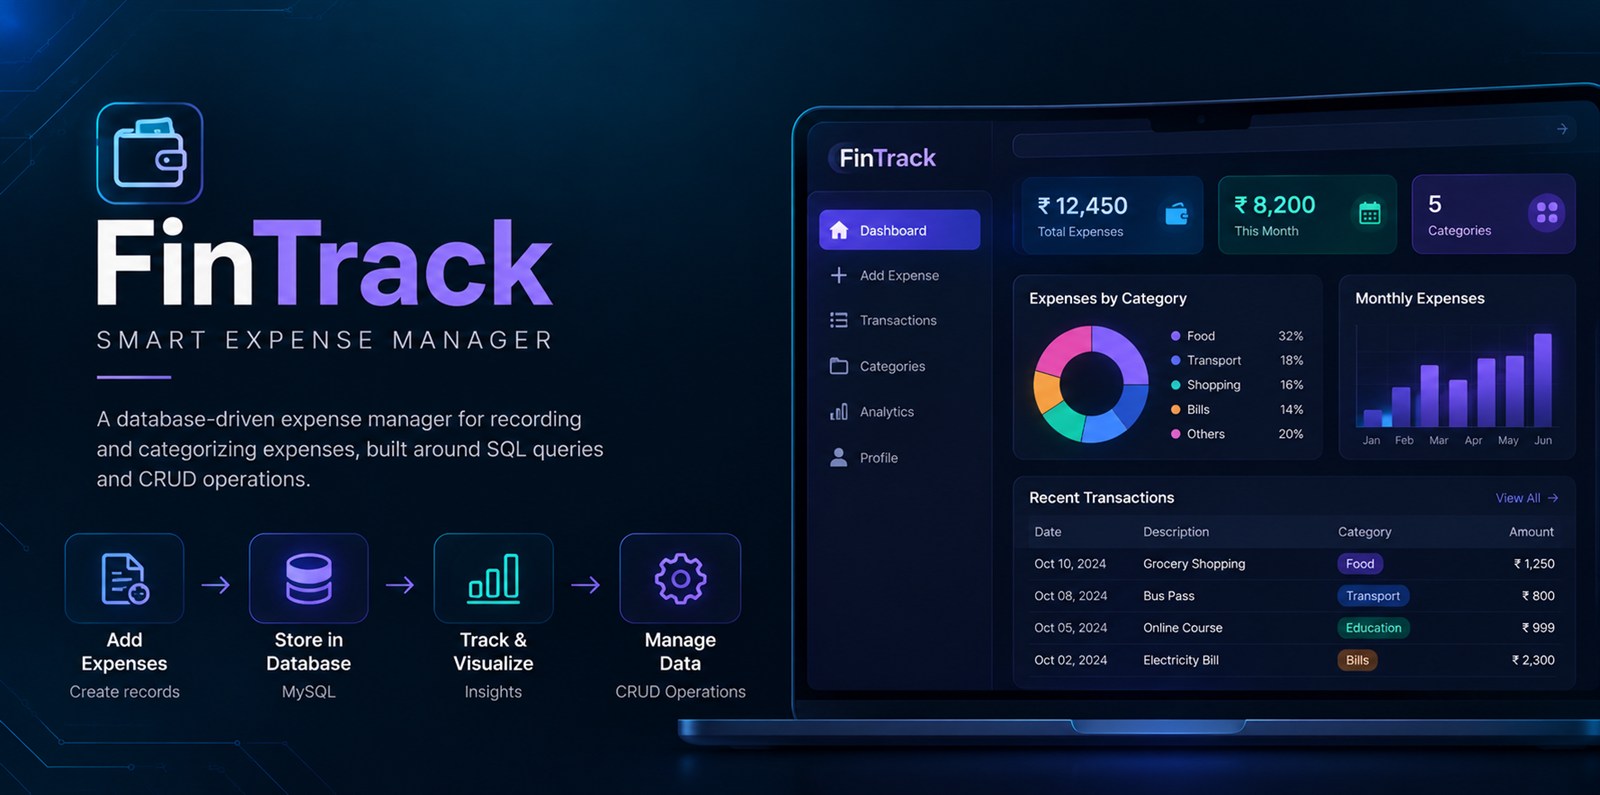 FinTrack
SMART EXPENSE MANAGER
A database-driven expense manager for recording
and categorizing expenses, built around SQL queries
and CRUD operations.
Add
Expenses
Create records
Store in
Database
MySQL
Track &
Visualize
Insights
Manage
Data
CRUD Operations
FinTrack
Dashboard
Add Expense
Transactions
Categories
Analytics
Profile
₹ 12,450
Total Expenses
₹ 8,200
This Month
5
Categories
Expenses by Category
Food 32%
Transport 18%
Shopping 16%
Bills 14%
Others 20%
Monthly Expenses
Jan Feb Mar Apr May Jun
Recent Transactions View All →
Date Description Category Amount
Oct 10, 2024 Grocery Shopping Food ₹ 1,250
Oct 08, 2024 Bus Pass Transport ₹ 800
Oct 05, 2024 Online Course Education ₹ 999
Oct 02, 2024 Electricity Bill Bills ₹ 2,300